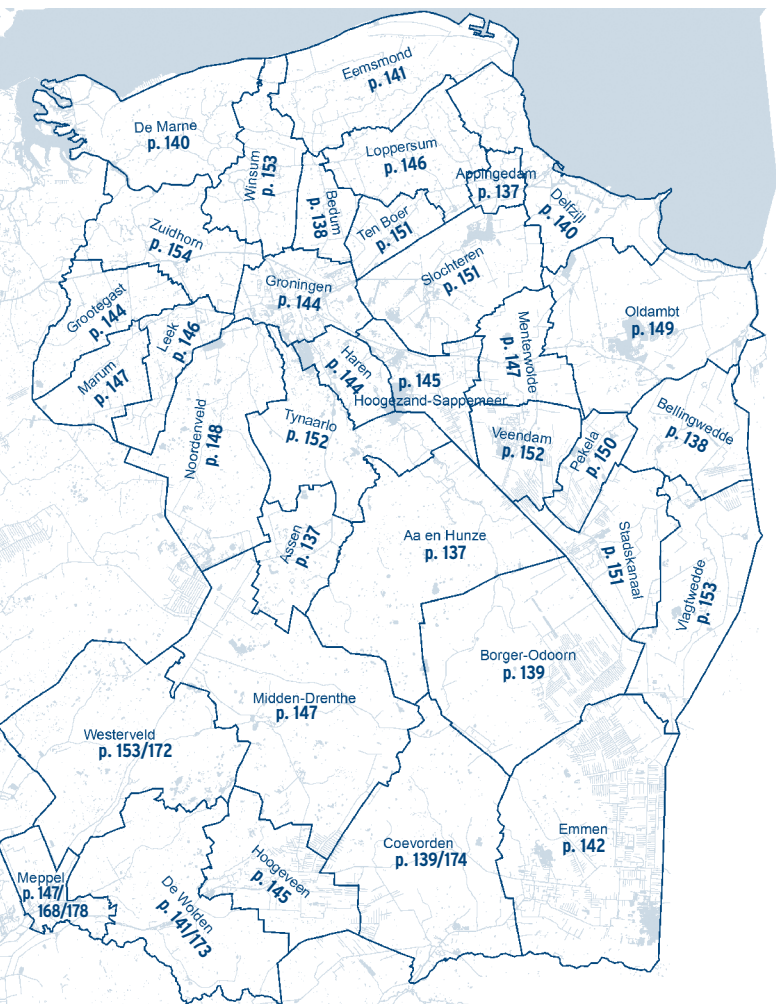 Eemsmond
p. 141
De Marne
p. 140
Winsum
p. 153
Loppersum
p. 146
Appingedam
p. 137
Bedum
p. 138
Delfzijl
p. 140
Ten Boer
p. 151
Zuidhorn
p. 154
Slochteren
p. 151
Groningen
p. 144
Grootegast
p. 144
Leek
p. 146
Oldambt
p. 149
Menterwolde
p. 147
Marum
p. 147
Haren
p. 144
p. 145
Hoogezand-Sappemeer
Bellingwedde
p. 138
Tynaarlo
p. 152
Noordenveld
p. 148
Veendam
p. 152
Pekela
p. 150
Assen
p. 137
Aa en Hunze
p. 137
Stadskanaal
p. 151
Vlagtwedde
p. 153
Borger-Odoorn
p. 139
Midden-Drenthe
p. 147
Westerveld
p. 153/172
Emmen
p. 142
Coevorden
p. 139/174
Hoogeveen
p. 145
Meppel
p. 147/
168/178
De Wolden
p. 141/173